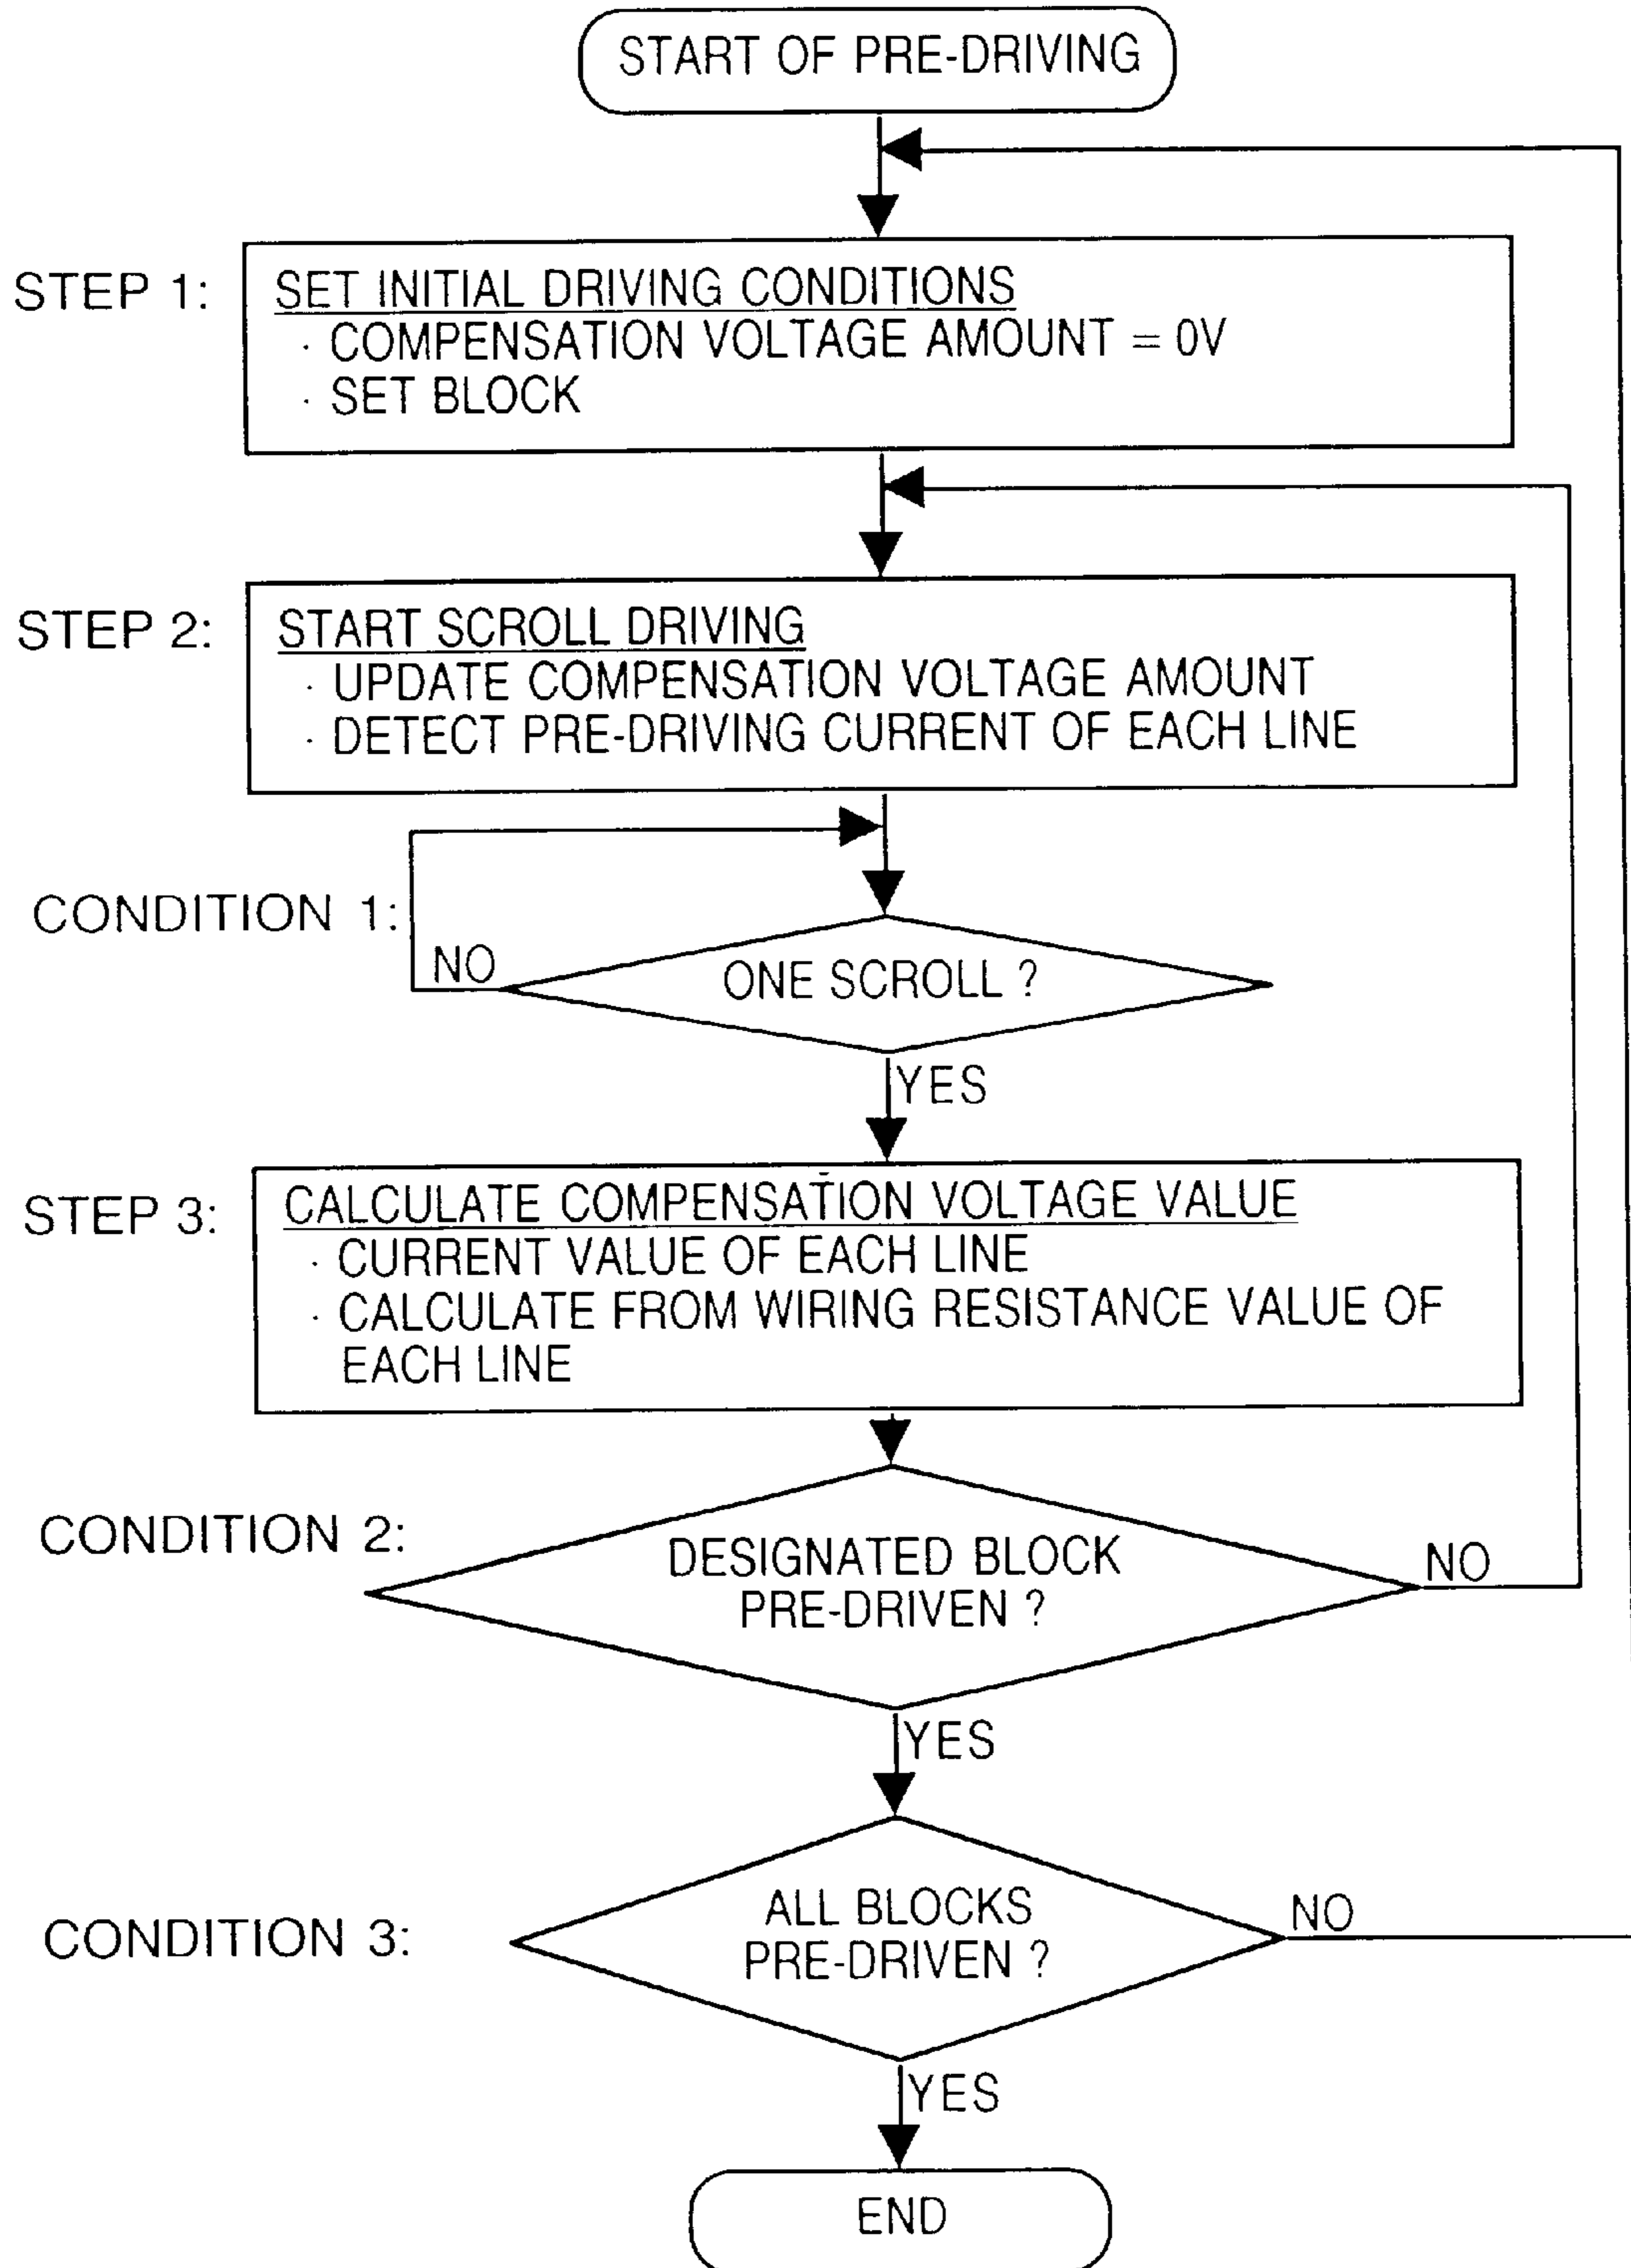 START OF PRE-DRIVING
STEP 1:
SET INITIAL DRIVING CONDITIONS
· COMPENSATION VOLTAGE AMOUNT = 0V
· SET BLOCK
STEP 2:
START SCROLL DRIVING
· UPDATE COMPENSATION VOLTAGE AMOUNT
· DETECT PRE-DRIVING CURRENT OF EACH LINE
CONDITION 1:
NO
ONE SCROLL ?
YES
STEP 3:
CALCULATE COMPENSATION VOLTAGE VALUE
· CURRENT VALUE OF EACH LINE
· CALCULATE FROM WIRING RESISTANCE VALUE OF
EACH LINE
CONDITION 2:
DESIGNATED BLOCK
PRE-DRIVEN ?
NO
YES
CONDITION 3:
ALL BLOCKS
PRE-DRIVEN ?
NO
YES
END